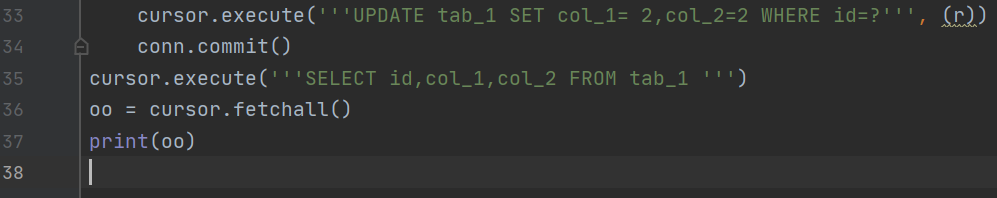 33 cursor.execute('''UPDATE tab_1 SET col_1= 2,col_2=2 WHERE id=?''', (r))
34 conn.commit()
35 cursor.execute('''SELECT id,col_1,col_2 FROM tab_1 ''')
36 oo = cursor.fetchall()
37 print(oo)
38